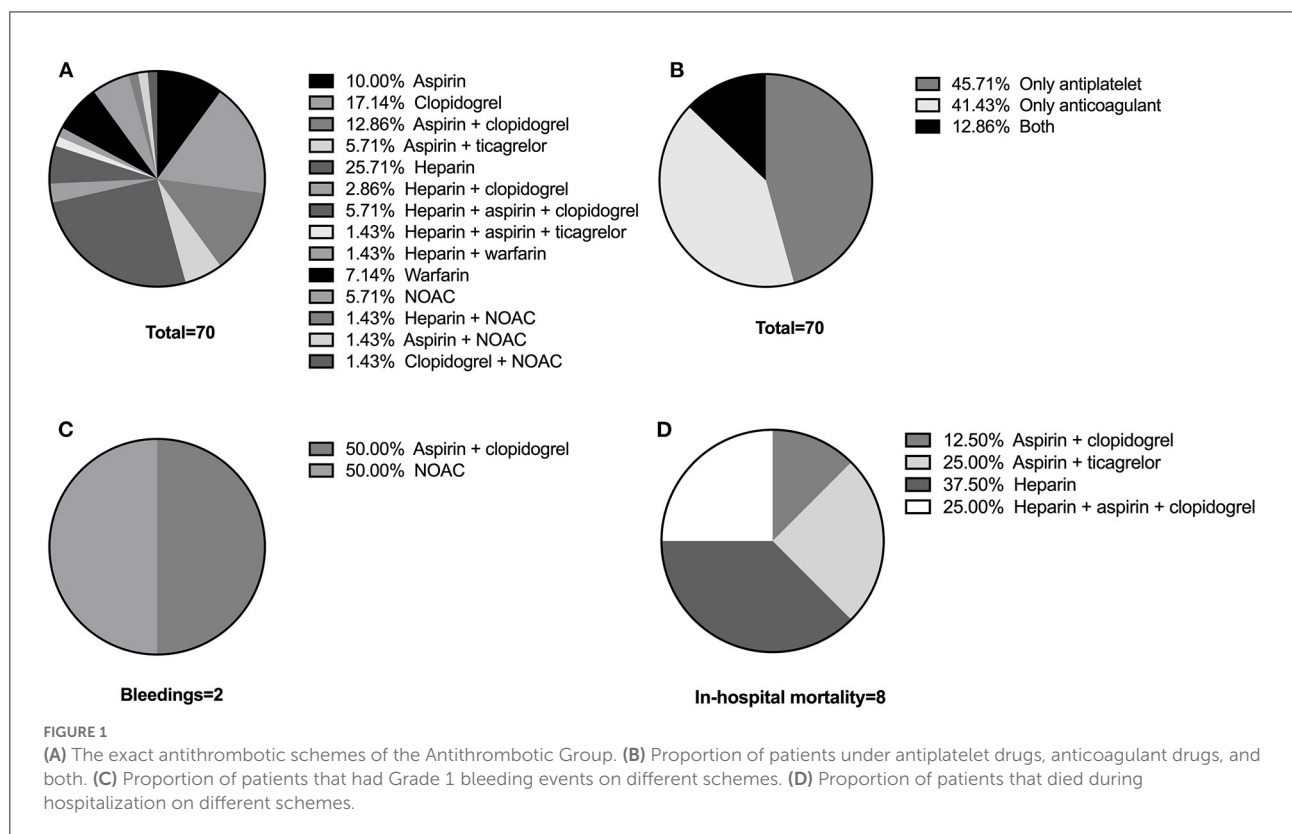 A
10.00% Aspirin
17.14% Clopidogrel
12.86% Aspirin + clopidogrel
5.71% Aspirin + ticagrelor
25.71% Heparin
2.86% Heparin + clopidogrel
5.71% Heparin + aspirin + clopidogrel
1.43% Heparin + aspirin + ticagrelor
1.43% Heparin + warfarin
7.14% Warfarin
5.71% NOAC
1.43% Heparin + NOAC
1.43% Aspirin + NOAC
1.43% Clopidogrel + NOAC
Total=70
B
45.71% Only antiplatelet
41.43% Only anticoagulant
12.86% Both
Total=70
C
50.00% Aspirin + clopidogrel
50.00% NOAC
Bleedings=2
D
12.50% Aspirin + clopidogrel
25.00% Aspirin + ticagrelor
37.50% Heparin
25.00% Heparin + aspirin + clopidogrel
In-hospital mortality=8
FIGURE 1
(A) The exact antithrombotic schemes of the Antithrombotic Group. (B) Proportion of patients under antiplatelet drugs, anticoagulant drugs, and
both. (C) Proportion of patients that had Grade 1 bleeding events on different schemes. (D) Proportion of patients that died during
hospitalization on different schemes.